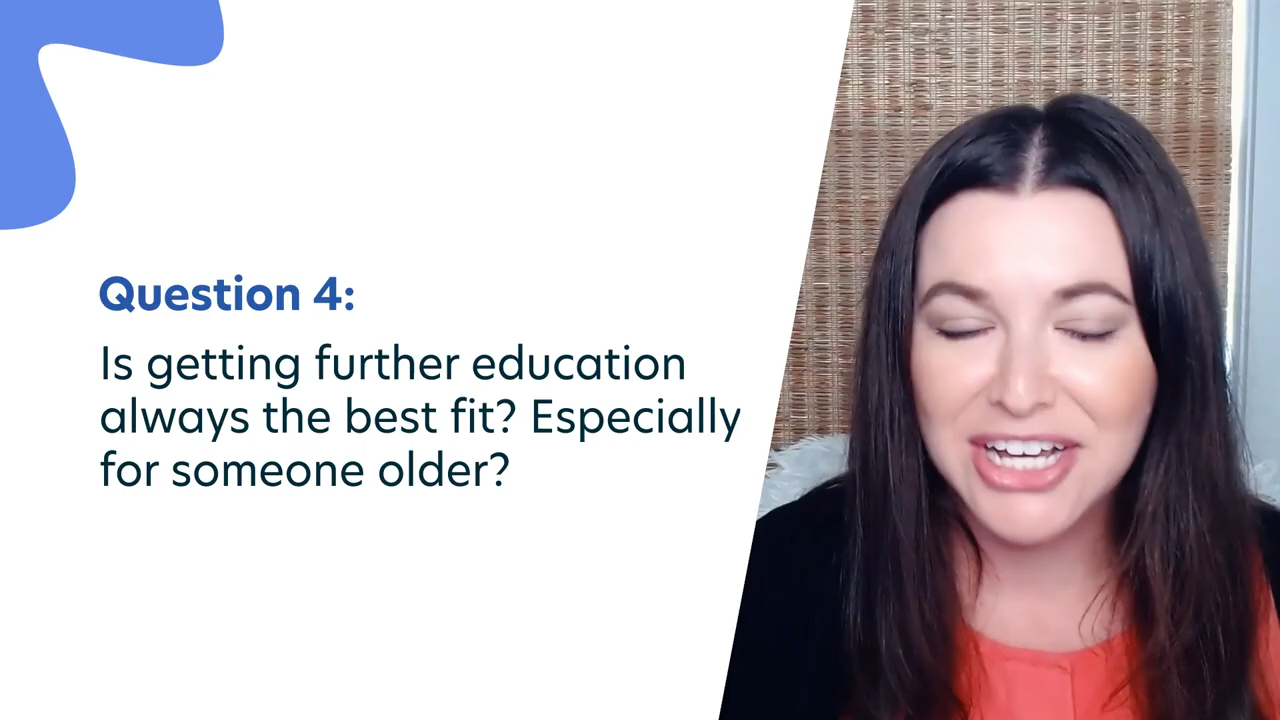 Question 4:
Is getting further education
always the best fit? Especially
for someone older?